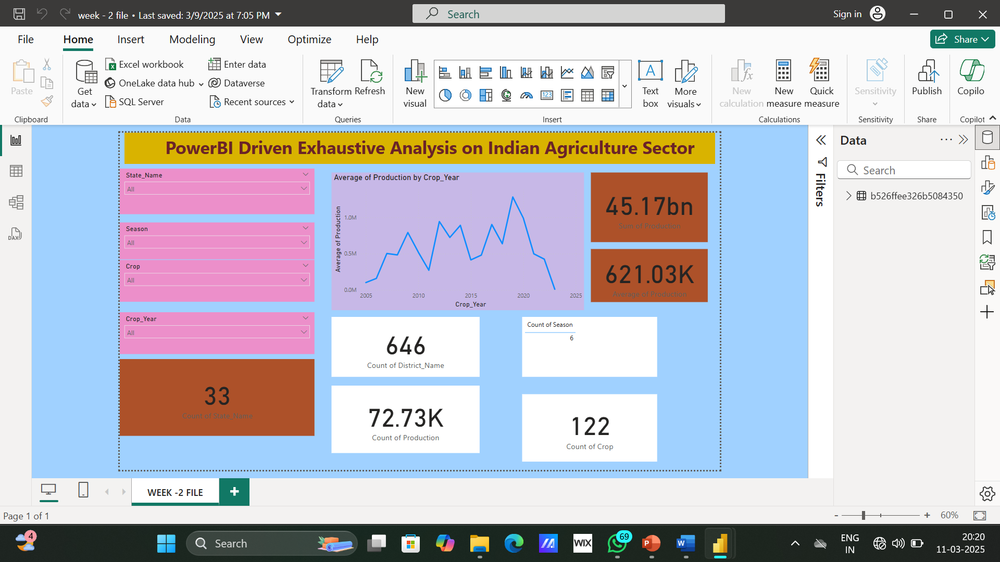 week - 2 file • Last saved: 3/9/2025 at 7:05 PM
Search
Sign in
File
Home
Insert
Modeling
View
Optimize
Help
Share
Paste
Clipboard
Get data
Excel workbook
OneLake data hub
SQL Server
Enter data
Dataverse
Recent sources
Data
Transform data
Refresh
Queries
New visual
123
Text box
More visuals
Insert
New calculation
New measure
Quick measure
Calculations
Sensitivity
Sensitivity
Publish
Share
Copilo
Copilot
DAX
PowerBI Driven Exhaustive Analysis on Indian Agriculture Sector
State_Name
All
Season
All
Crop
All
Crop_Year
All
33
Count of State_Name
Average of Production by Crop_Year
Average of Production
1.0M
0.5M
0.0M
2005
2010
2015
2020
2025
Crop_Year
45.17bn
Sum of Production
621.03K
Average of Production
646
Count of District_Name
Count of Season
6
72.73K
Count of Production
122
Count of Crop
Filters
Data
Search
b526ffee326b5084350
WEEK -2 FILE
Page 1 of 1
- + 60%
4
Search
WIX
69
P
W
ENG
IN
20:20
11-03-2025